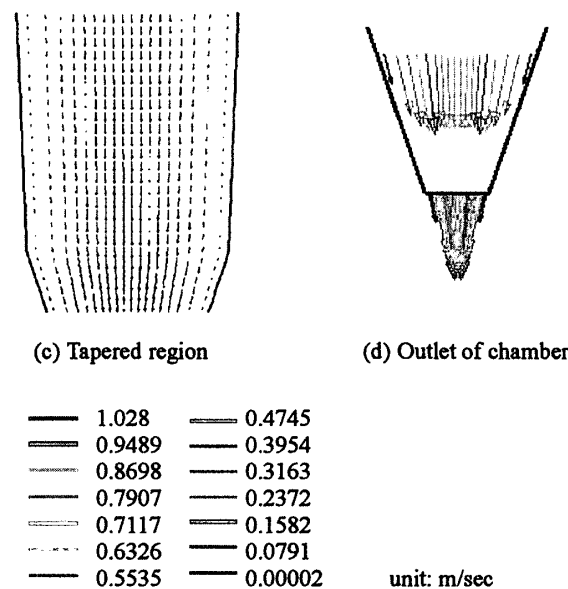 (c) Tapered region
(d) Outlet of chamber
1.028 0.4745
0.9489 0.3954
0.8698 0.3163
0.7907 0.2372
0.7117 0.1582
0.6326 0.0791
0.5535 0.00002 unit: m/sec